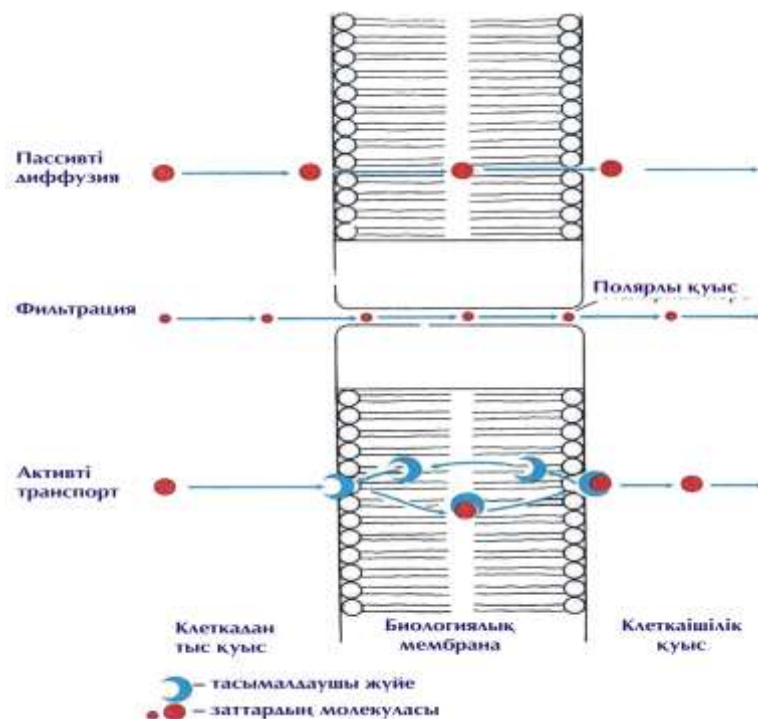 Пассивті
диффузия
Полярлы қуыс
Фильтрация
Активті
транспорт
Клеткадан
тыс қуыс
Биологиялық
мембрана
Клеткаішілік
қуыс
– тасымалдаушы жүйе
– заттардың молекуласы